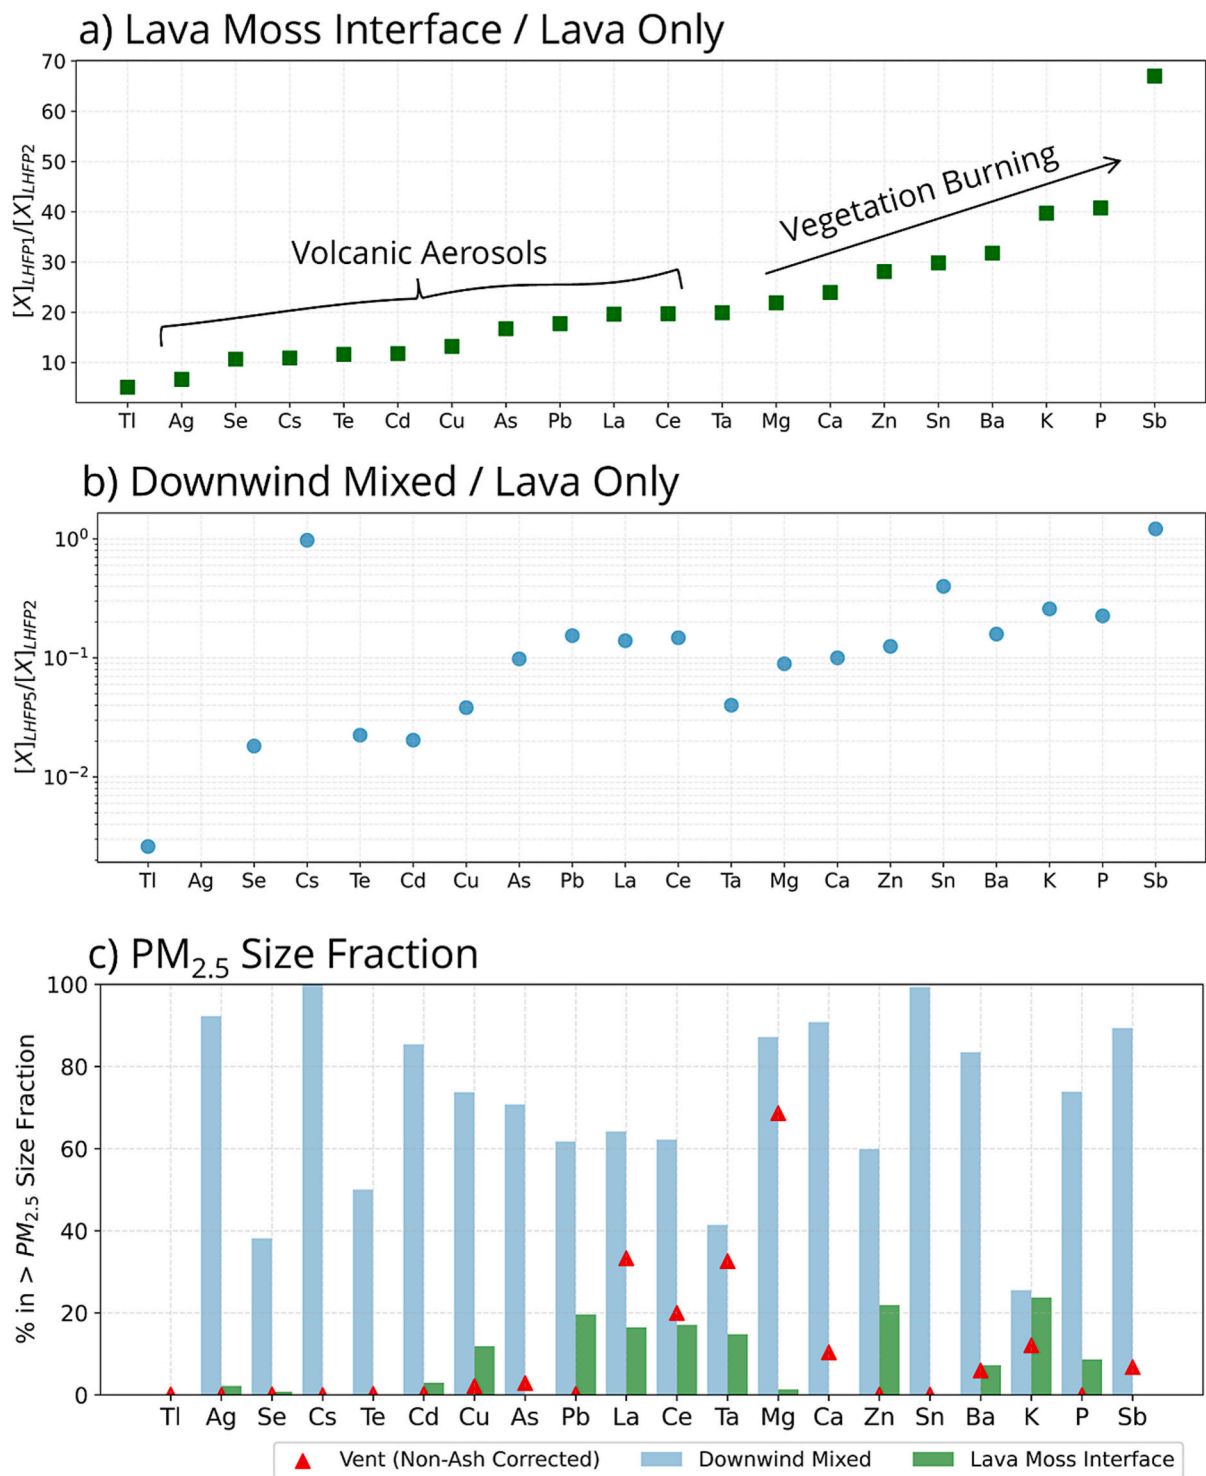 a) Lava Moss Interface / Lava Only
[X]LHFP1/[X]LHFP2
70
60
50
40
30
20
10
Volcanic Aerosols
Vegetation Burning
Tl Ag Se Cs Te Cd Cu As Pb La Ce Ta Mg Ca Zn Sn Ba K P Sb
b) Downwind Mixed / Lava Only
[X]LHFP5/[X]LHFP2
10⁰
10⁻¹
10⁻²
Tl Ag Se Cs Te Cd Cu As Pb La Ce Ta Mg Ca Zn Sn Ba K P Sb
c) PM₂.₅ Size Fraction
% in > PM₂.₅ Size Fraction
100
80
60
40
20
0
Tl Ag Se Cs Te Cd Cu As Pb La Ce Ta Mg Ca Zn Sn Ba K P Sb
Vent (Non-Ash Corrected) Downwind Mixed Lava Moss Interface